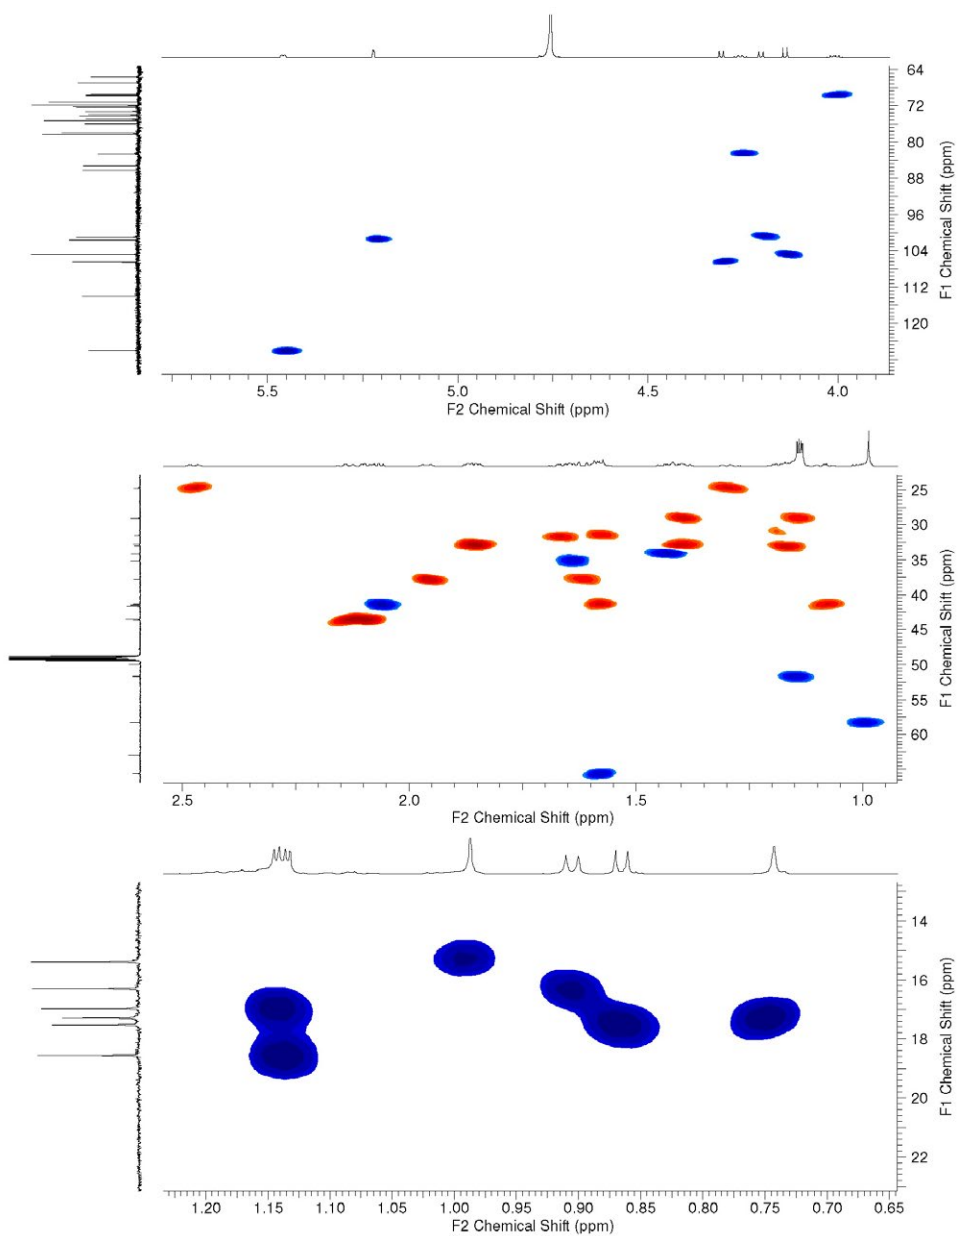 64
72
80
88
96
104
112
120
F1 Chemical Shift (ppm)
5.5 5.0 4.5 4.0
F2 Chemical Shift (ppm)
25
30
35
40
45
50
55
60
F1 Chemical Shift (ppm)
2.5 2.0 1.5 1.0
F2 Chemical Shift (ppm)
14
16
18
20
22
F1 Chemical Shift (ppm)
1.20 1.15 1.10 1.05 1.00 0.95 0.90 0.85 0.80 0.75 0.70 0.65
F2 Chemical Shift (ppm)